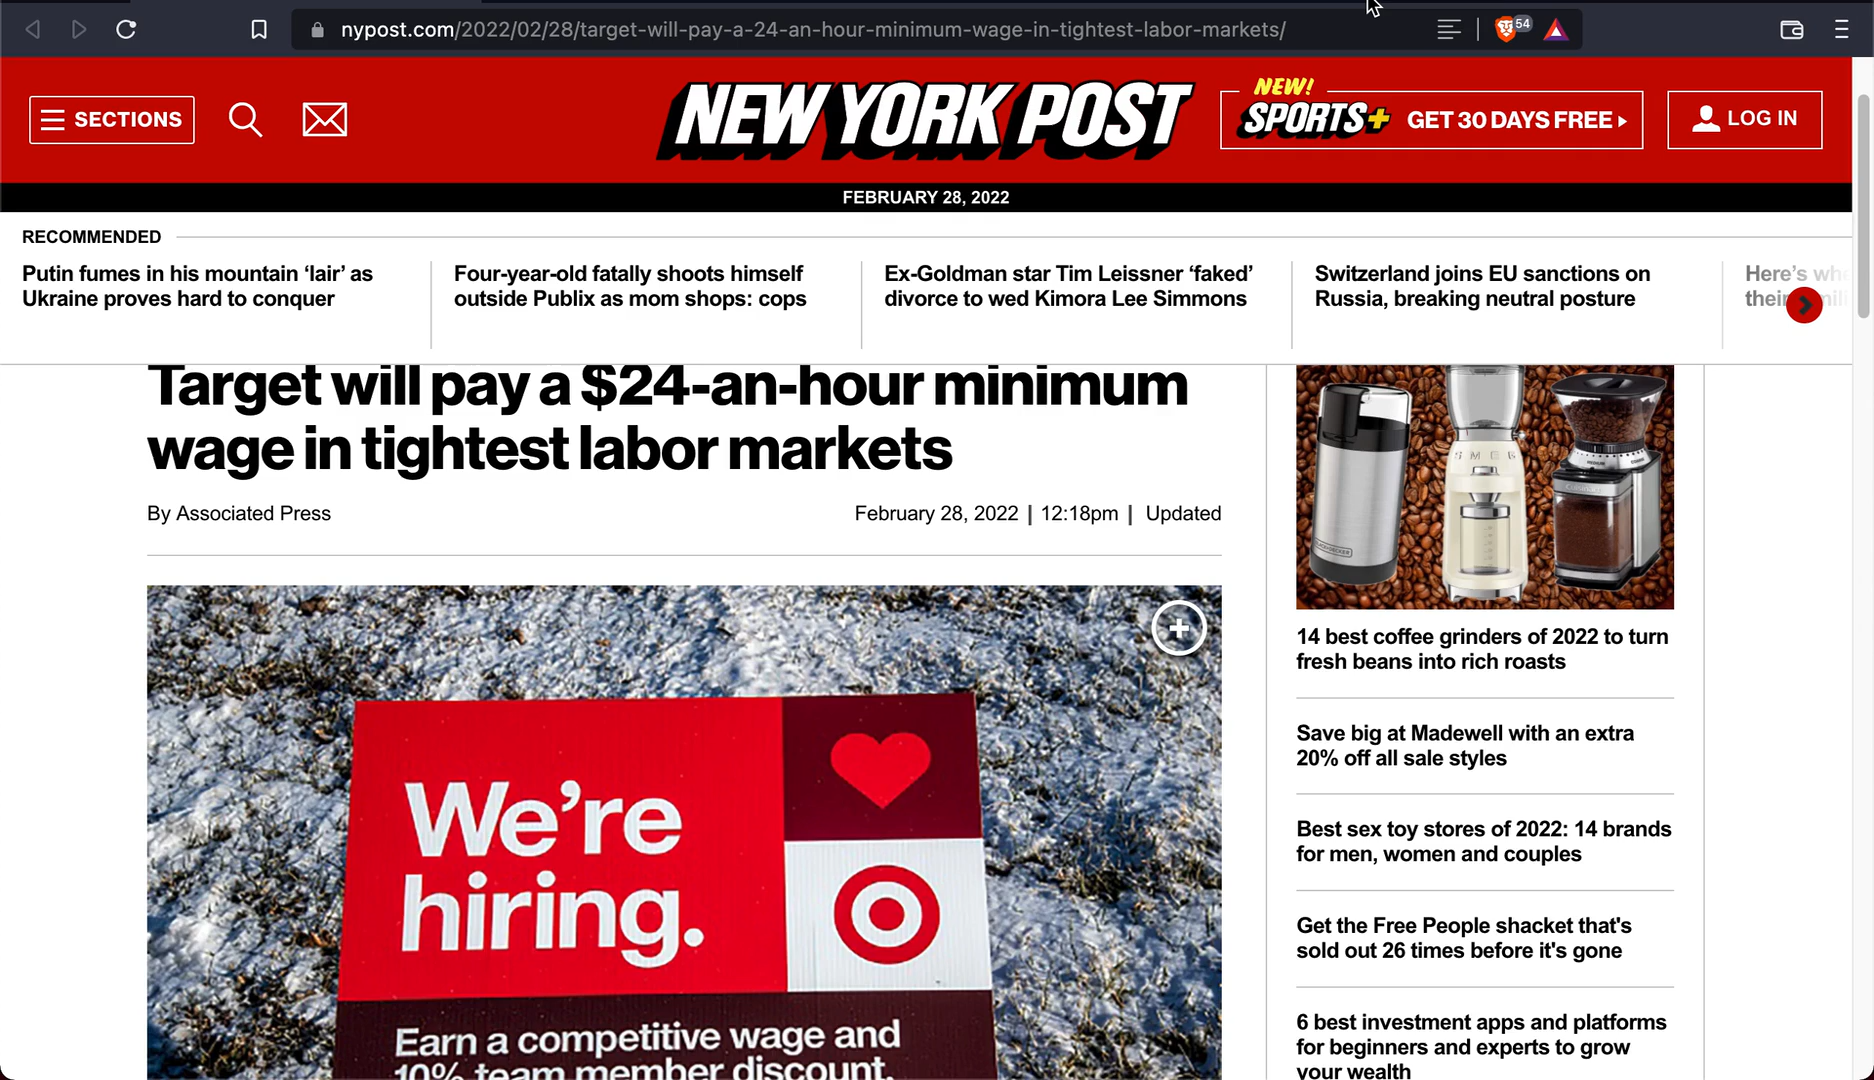 nypost.com/2022/02/28/target-will-pay-a-24-an-hour-minimum-wage-in-tightest-labor-markets/
54
SECTIONS
NEW YORK POST
NEW!
SPORTS+ GET 30 DAYS FREE
LOG IN
FEBRUARY 28, 2022
RECOMMENDED
Putin fumes in his mountain ‘lair’ as
Ukraine proves hard to conquer
Four-year-old fatally shoots himself
outside Publix as mom shops: cops
Ex-Goldman star Tim Leissner ‘faked’
divorce to wed Kimora Lee Simmons
Switzerland joins EU sanctions on
Russia, breaking neutral posture
Here’s
Target will pay a $24-an-hour minimum
wage in tightest labor markets
By Associated Press
February 28, 2022 | 12:18pm | Updated
We’re
hiring.
Earn a competitive wage and
10% team member discount.
SMEG
BLACK+DECKER
14 best coffee grinders of 2022 to turn
fresh beans into rich roasts
Save big at Madewell with an extra
20% off all sale styles
Best sex toy stores of 2022: 14 brands
for men, women and couples
Get the Free People shacket that's
sold out 26 times before it's gone
6 best investment apps and platforms
for beginners and experts to grow
your wealth